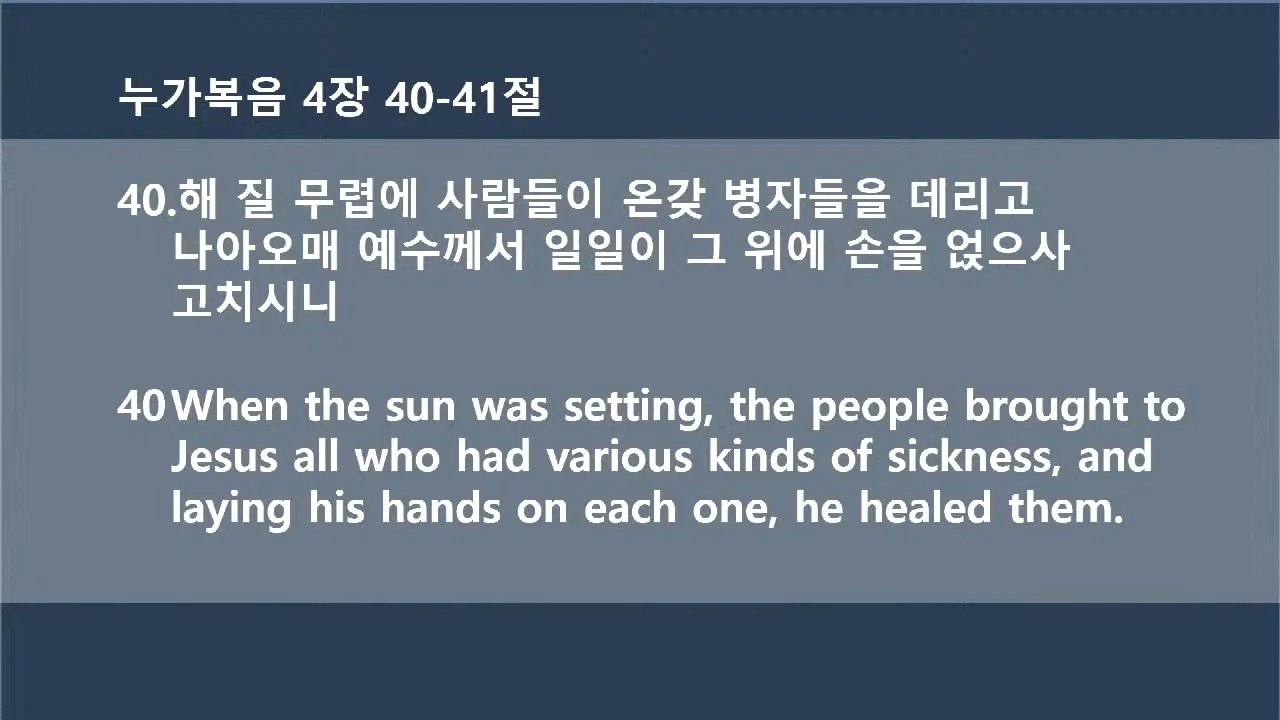 누가복음 4장 40-41절
40.해 질 무렵에 사람들이 온갖 병자들을 데리고
나아오매 예수께서 일일이 그 위에 손을 얹으사
고치시니
40 When the sun was setting, the people brought to
Jesus all who had various kinds of sickness, and
laying his hands on each one, he healed them.